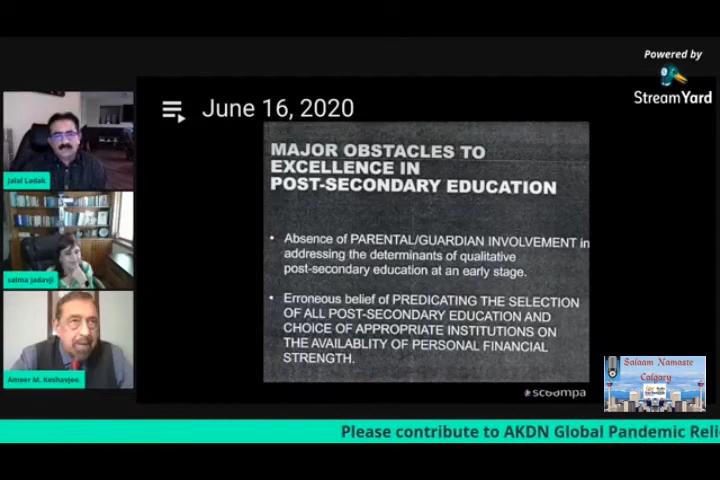 Powered by
StreamYard
June 16, 2020
MAJOR OBSTACLES TO
EXCELLENCE IN
POST-SECONDARY EDUCATION
• Absence of PARENTAL/GUARDIAN INVOLVEMENT in
addressing the determinants of qualitative
post-secondary education at an early stage.
• Erroneous belief of PREDICATING THE SELECTION
OF ALL POST-SECONDARY EDUCATION AND
CHOICE OF APPROPRIATE INSTITUTIONS ON
THE AVAILABLITY OF PERSONAL FINANCIAL
STRENGTH.
scoompa
Jalal Ladak
salma jadavji
Ameer M. Keshavjee.
Salaam Namaste
Calgary
Please contribute to AKDN Global Pandemic Reli